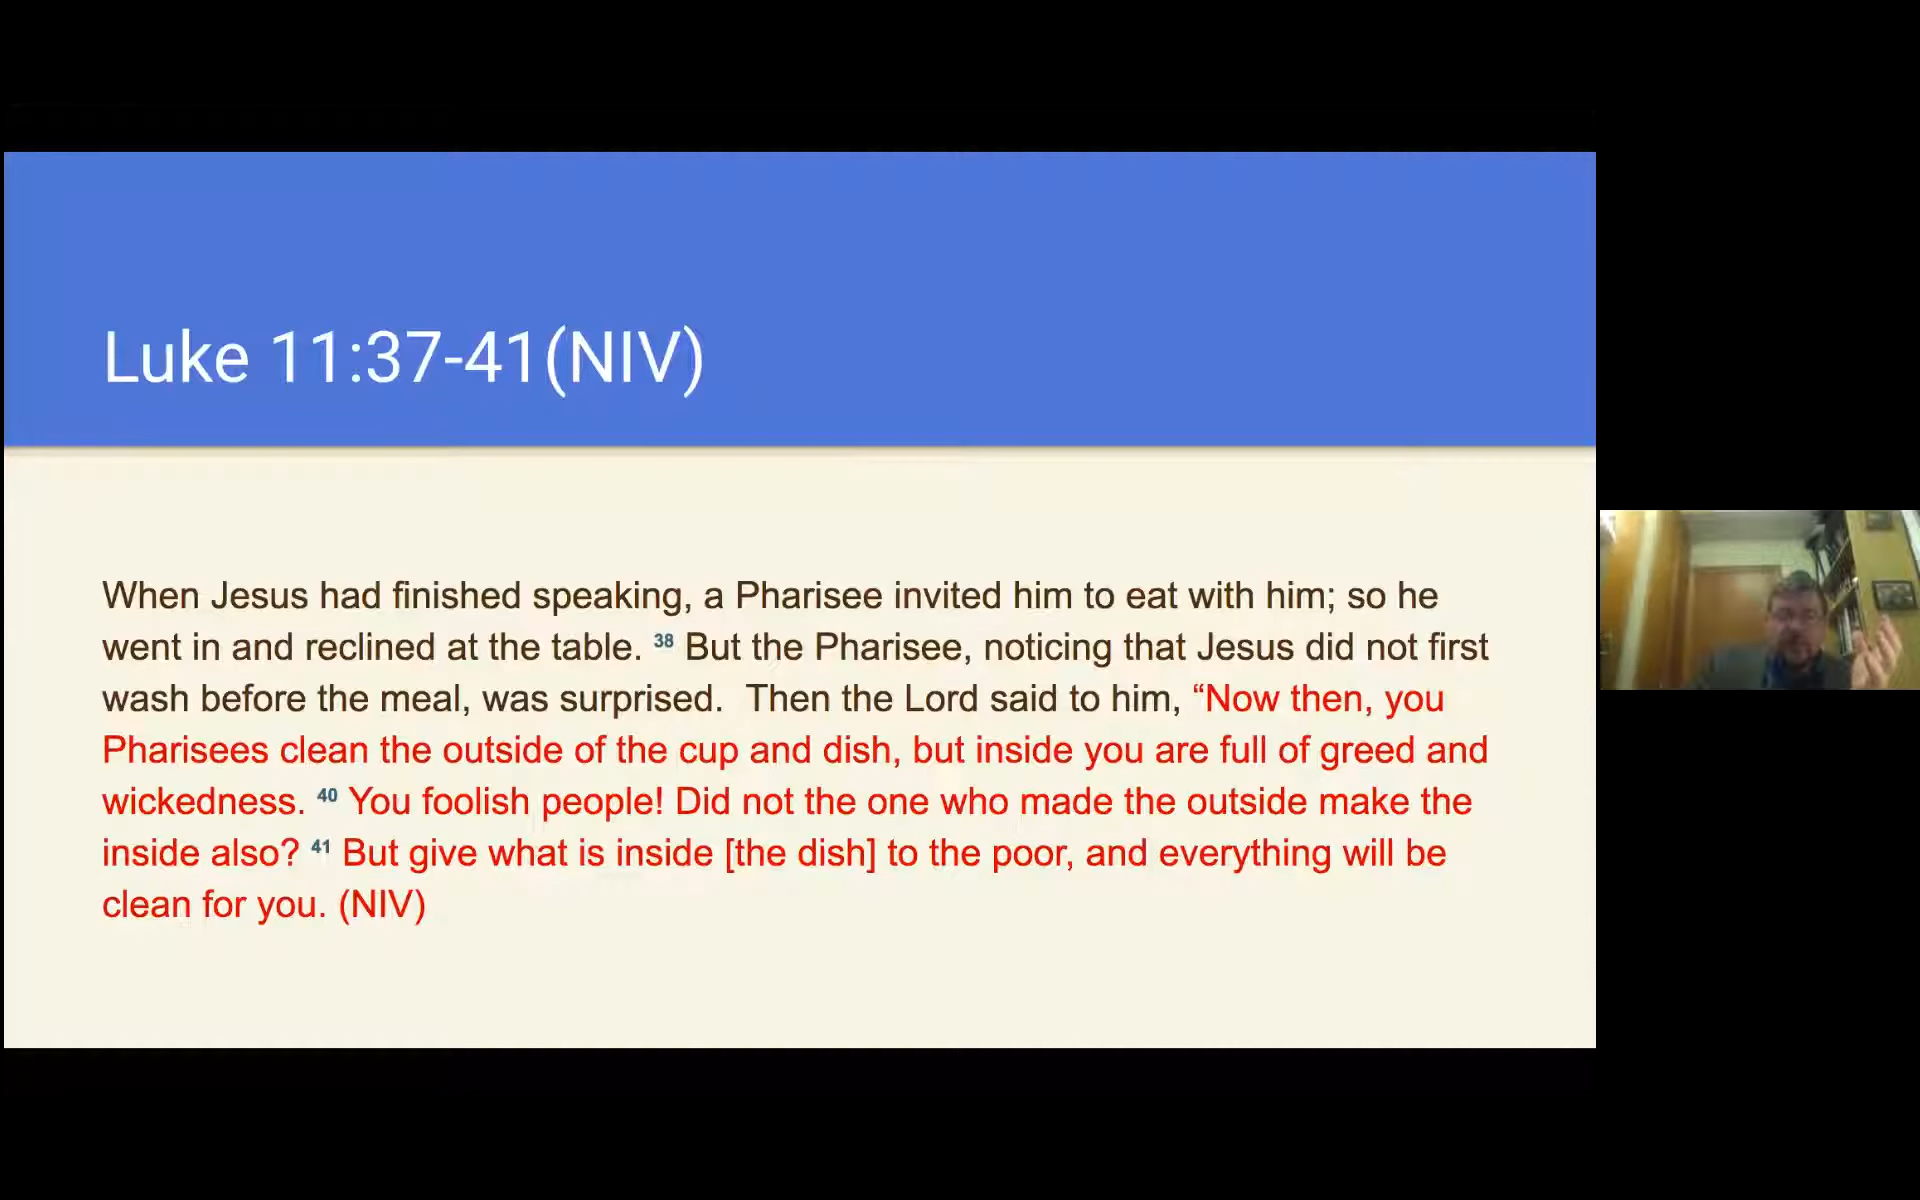 Luke 11:37-41(NIV)
When Jesus had finished speaking, a Pharisee invited him to eat with him; so he
went in and reclined at the table. 38 But the Pharisee, noticing that Jesus did not first
wash before the meal, was surprised.  Then the Lord said to him, “Now then, you
Pharisees clean the outside of the cup and dish, but inside you are full of greed and
wickedness. 40 You foolish people! Did not the one who made the outside make the
inside also? 41 But give what is inside [the dish] to the poor, and everything will be
clean for you. (NIV)